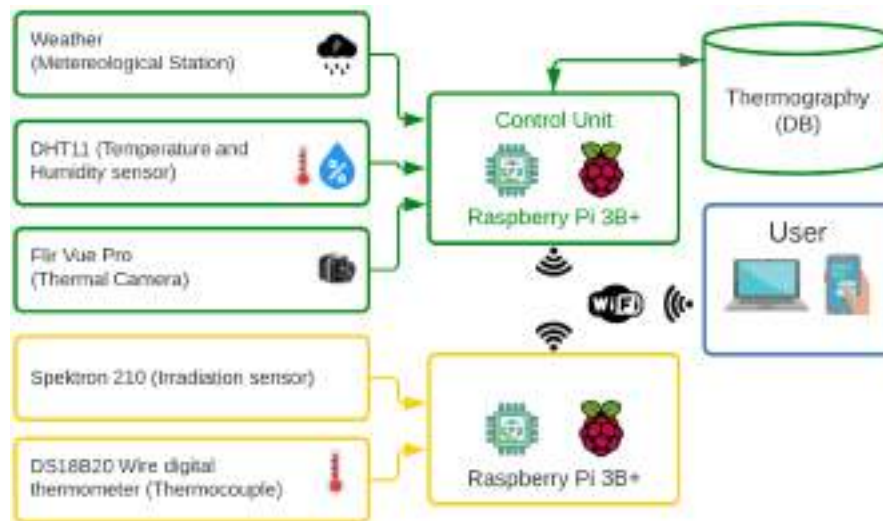 Weather
(Metereological Station)
DHT11 (Temperature and
Humidity sensor)
Flir Vue Pro
(Thermal Camera)
Spektron 210 (Irradiation sensor)
DS18B20 Wire digital
thermometer (Thermocouple)
Control Unit
Raspberry Pi 3B+
Thermography
(DB)
User
WiFi
Raspberry Pi 3B+